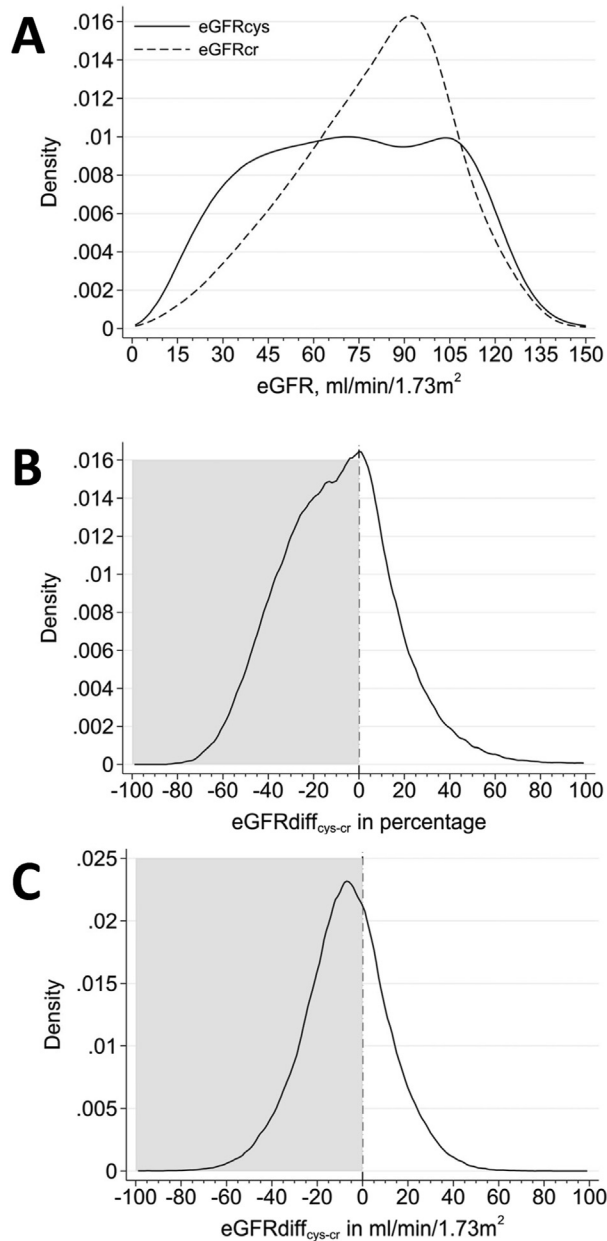 A
eGFRcys
eGFRcr
.016
.014
.012
.01
.008
.006
.004
.002
0
Density
0 15 30 45 60 75 90 105 120 135 150
eGFR, ml/min/1.73m²
B
.016
.014
.012
.01
.008
.006
.004
.002
0
Density
-100 -80 -60 -40 -20 0 20 40 60 80 100
eGFRdiffcys-cr in percentage
C
.025
.02
.015
.01
.005
0
Density
-100 -80 -60 -40 -20 0 20 40 60 80 100
eGFRdiffcys-cr in ml/min/1.73m²